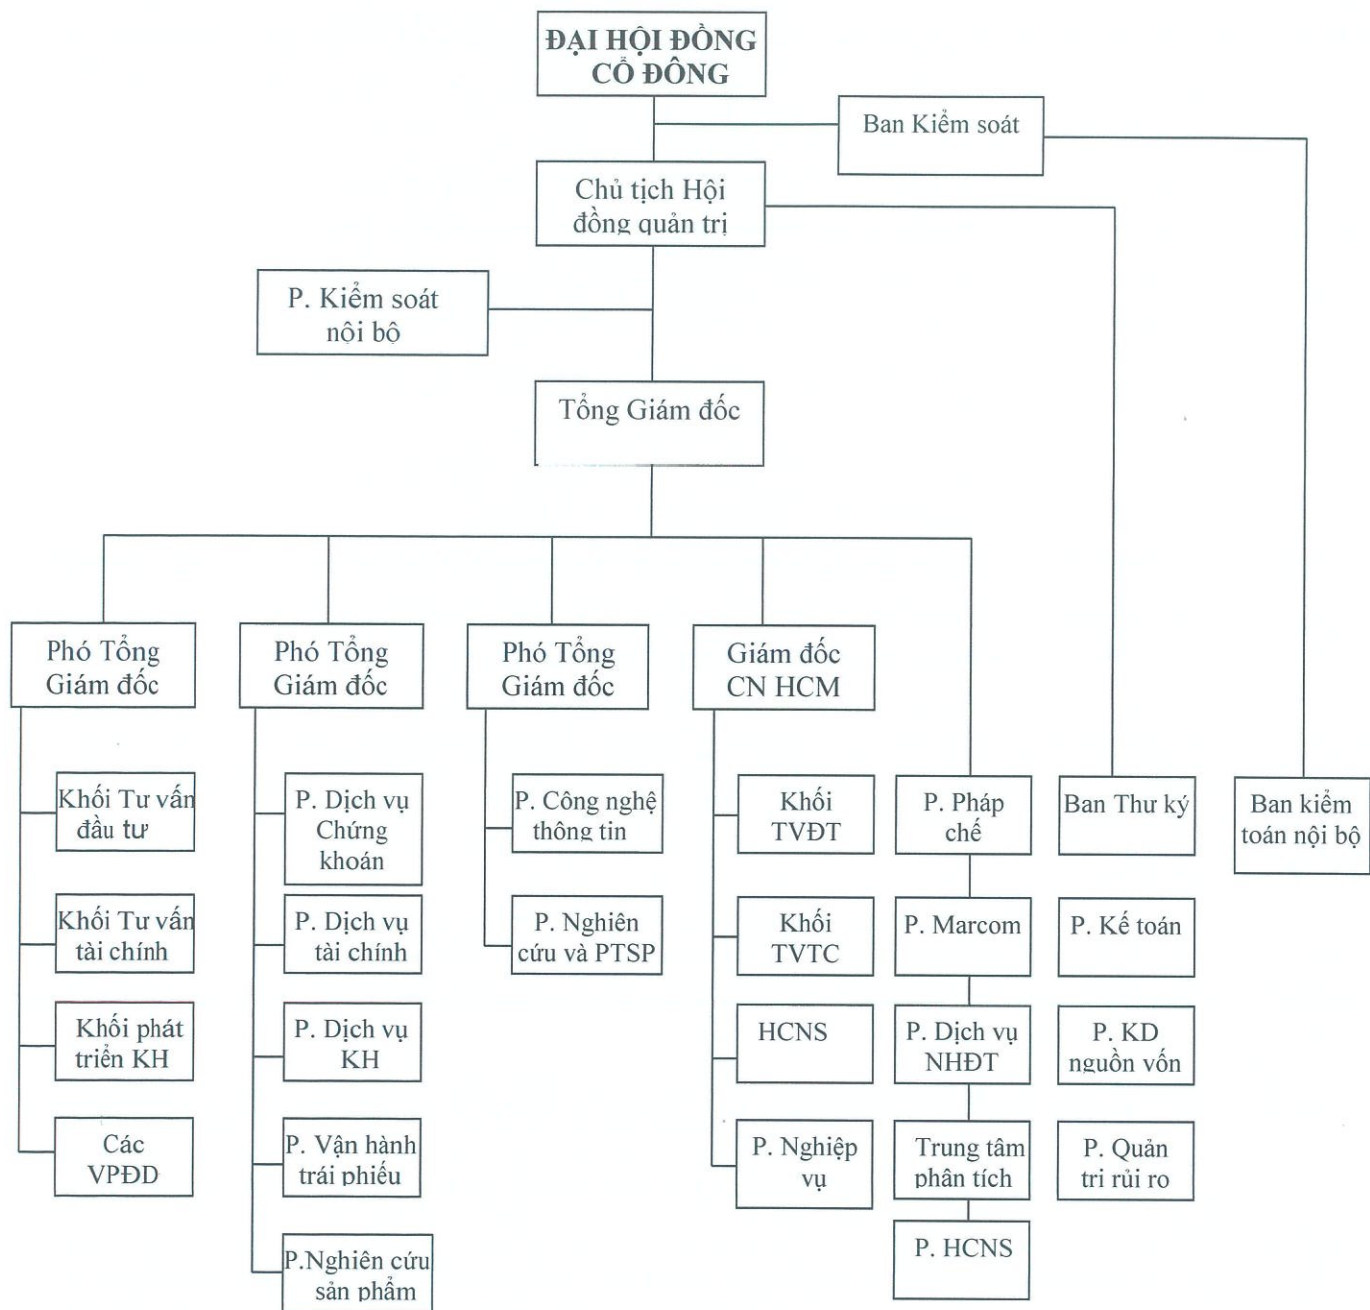 ĐẠI HỘI ĐỒNG
CỔ ĐÔNG
Ban Kiểm soát
Chủ tịch Hội
đồng quản trị
P. Kiểm soát
nội bộ
Tổng Giám đốc
Phó Tổng
Giám đốc
Phó Tổng
Giám đốc
Phó Tổng
Giám đốc
Giám đốc
CN HCM
Khối Tư vấn
đầu tư
P. Dịch vụ
Chứng
khoán
P. Công nghệ
thông tin
Khối
TVĐT
P. Pháp
chế
Ban Thư ký
Ban kiểm
toán nội bộ
Khối Tư vấn
tài chính
P. Dịch vụ
tài chính
P. Nghiên
cứu và PTSP
Khối
TVTC
P. Marcom
P. Kế toán
Khối phát
triển KH
P. Dịch vụ
KH
HCNS
P. Dịch vụ
NHĐT
P. KD
nguồn vốn
Các
VPĐD
P. Vận hành
trái phiếu
P. Nghiệp
vụ
Trung tâm
phân tích
P. Quản
trị rủi ro
P.Nghiên cứu
sản phẩm
P. HCNS